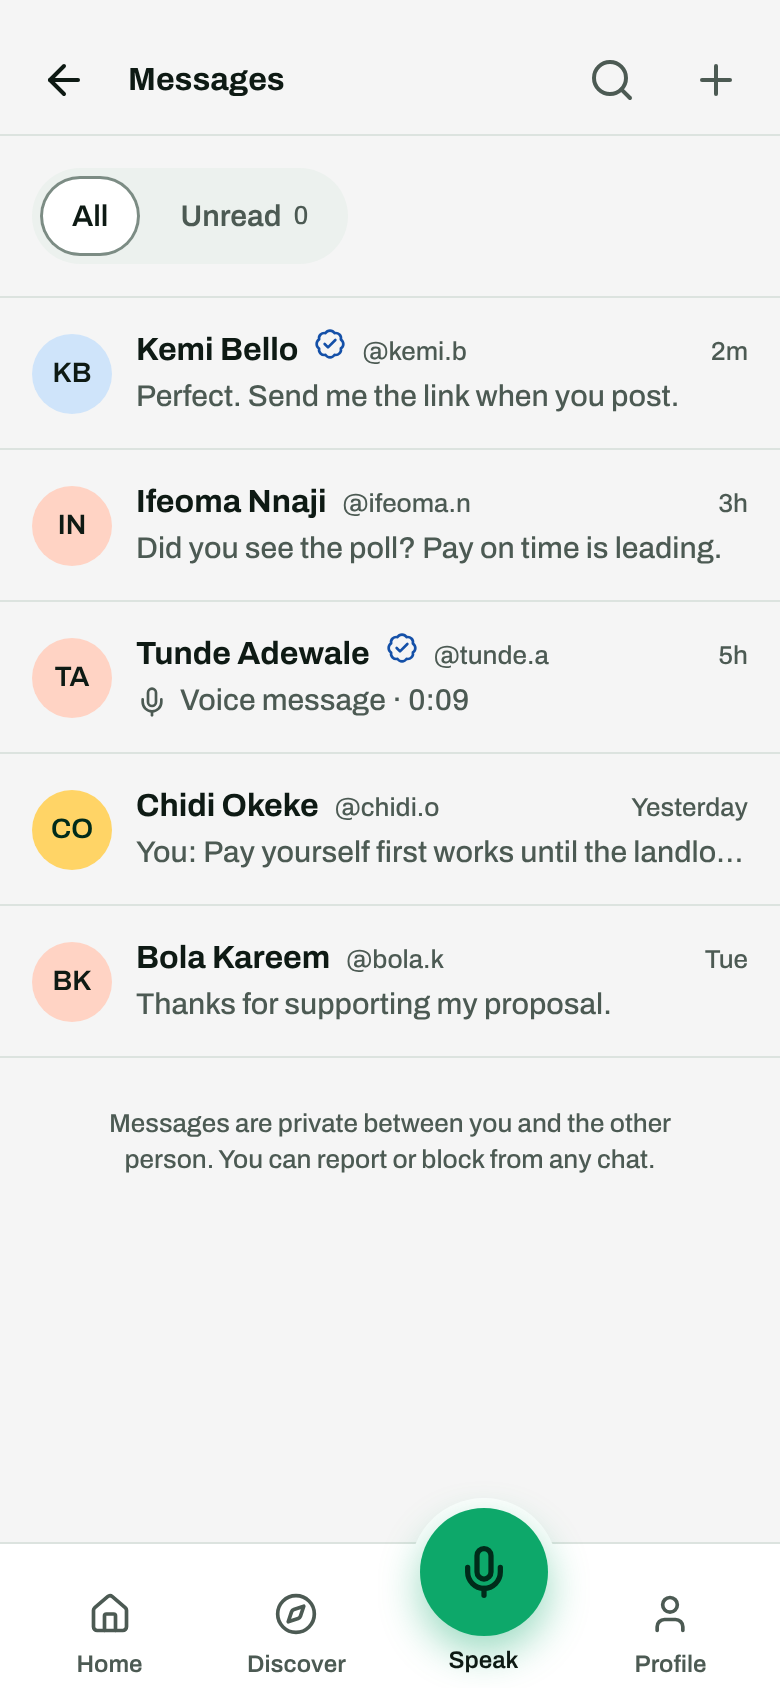 Messages
All
Unread 0
KB
Kemi Bello @kemi.b 2m
Perfect. Send me the link when you post.
IN
Ifeoma Nnaji @ifeoma.n 3h
Did you see the poll? Pay on time is leading.
TA
Tunde Adewale @tunde.a 5h
Voice message · 0:09
CO
Chidi Okeke @chidi.o Yesterday
You: Pay yourself first works until the landlo...
BK
Bola Kareem @bola.k Tue
Thanks for supporting my proposal.
Messages are private between you and the other
person. You can report or block from any chat.
Home
Discover
Speak
Profile